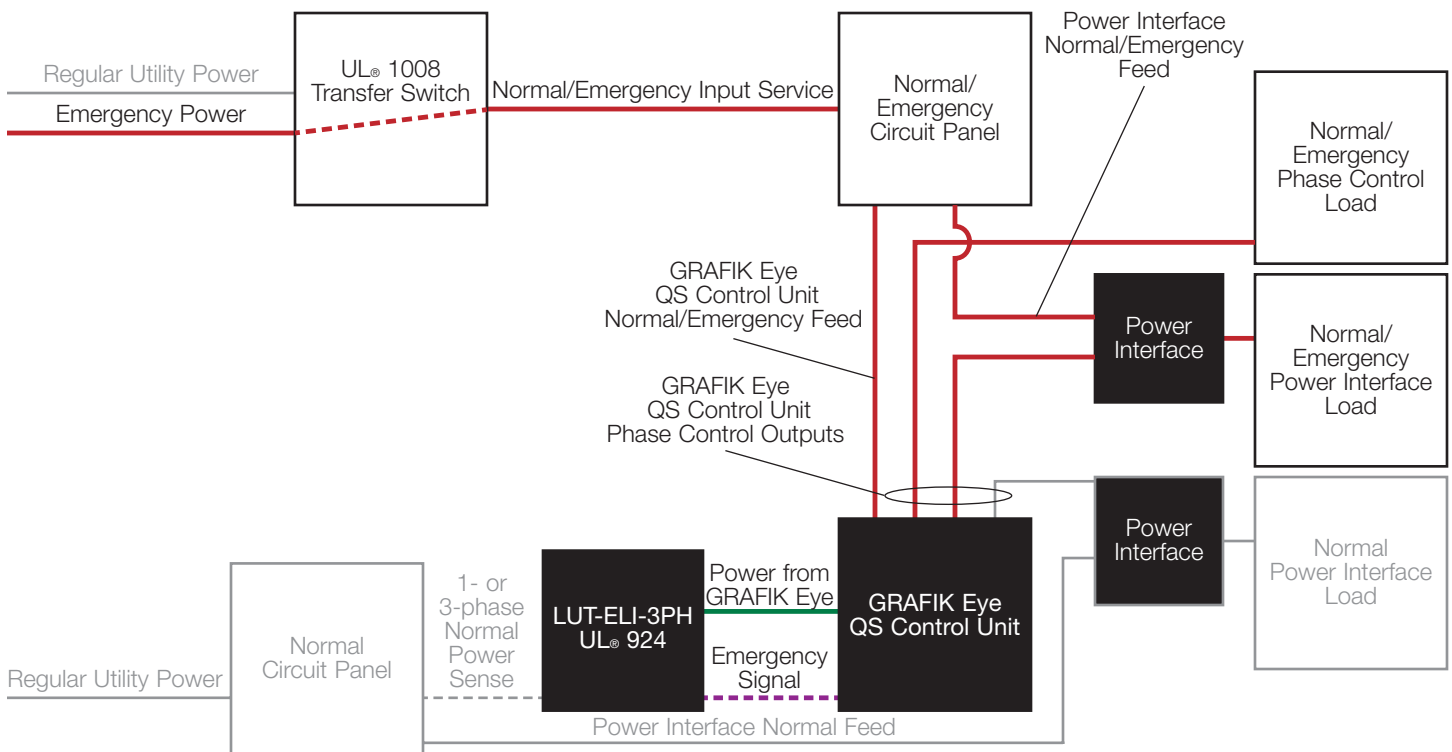 Regular Utility Power
Emergency Power
UL® 1008
Transfer Switch
Normal/Emergency Input Service
Normal/
Emergency
Circuit Panel
Power Interface
Normal/Emergency
Feed
Normal/
Emergency
Phase Control
Load
GRAFIK Eye
QS Control Unit
Normal/Emergency Feed
Power
Interface
Normal/
Emergency
Power Interface
Load
GRAFIK Eye
QS Control Unit
Phase Control Outputs
Power
Interface
Normal
Power Interface
Load
Regular Utility Power
Normal
Circuit Panel
1- or
3-phase
Normal
Power
Sense
LUT-ELI-3PH
UL® 924
Power from
GRAFIK Eye
Emergency
Signal
GRAFIK Eye
QS Control Unit
Power Interface Normal Feed